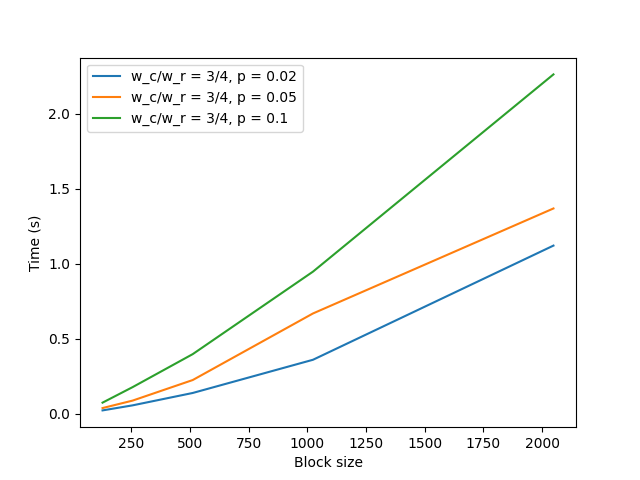 w_c/w_r = 3/4, p = 0.02
w_c/w_r = 3/4, p = 0.05
w_c/w_r = 3/4, p = 0.1
2.0
1.5
1.0
0.5
0.0
Time (s)
250 500 750 1000 1250 1500 1750 2000
Block size